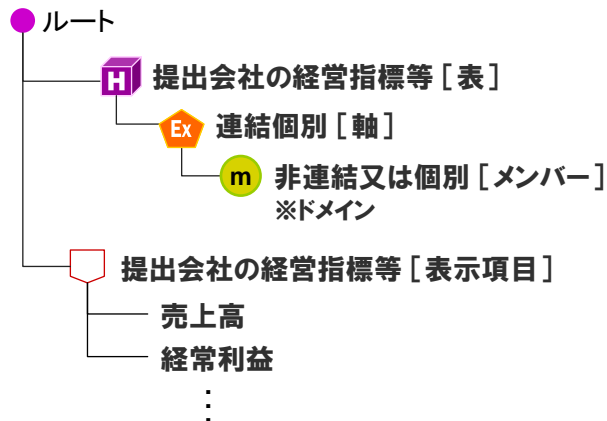 ルート
H 提出会社の経営指標等［表］
Ex 連結個別［軸］
m 非連結又は個別［メンバー］
※ドメイン
提出会社の経営指標等［表示項目］
売上高
経常利益
⋮